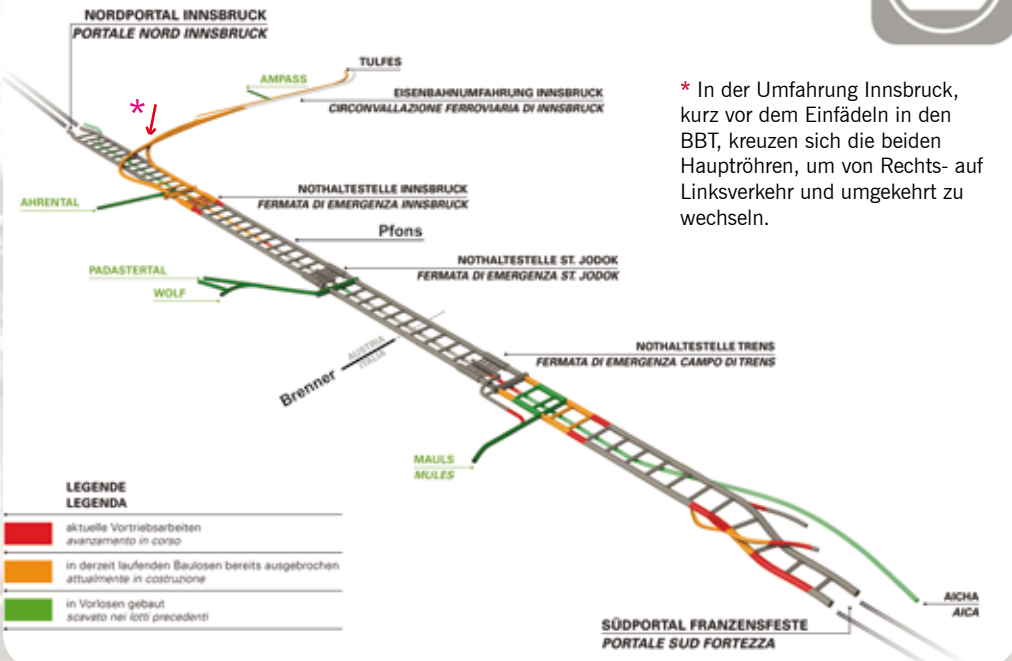 NORDPORTAL INNSBRUCK
PORTALE NORD INNSBRUCK
TULFES
AMPASS
EISENBAHNUMFAHRUNG INNSBRUCK
CIRCONVALLAZIONE FERROVIARIA DI INNSBRUCK
*
* In der Umfahrung Innsbruck,
kurz vor dem Einfädeln in den
BBT, kreuzen sich die beiden
Hauptröhren, um von Rechts- auf
Linksverkehr und umgekehrt zu
wechseln.
NOTHALTESTELLE INNSBRUCK
FERMATA DI EMERGENZA INNSBRUCK
AHRENTAL
Pfons
NOTHALTESTELLE ST. JODOK
FERMATA DI EMERGENZA ST. JODOK
PADASTERTAL
WOLF
AUSTRIA
ITALIA
Brenner
NOTHALTESTELLE TRENS
FERMATA DI EMERGENZA CAMPO DI TRENS
MAULS
MULES
LEGENDE
LEGENDA
aktuelle Vortriebsarbeiten
avanzamento in corso
in derzeit laufenden Baulosen bereits ausgebrochen
attualmente in costruzione
in Vorlosen gebaut
scavato nei lotti precedenti
AICHA
AICA
SÜDPORTAL FRANZENSFESTE
PORTALE SUD FORTEZZA